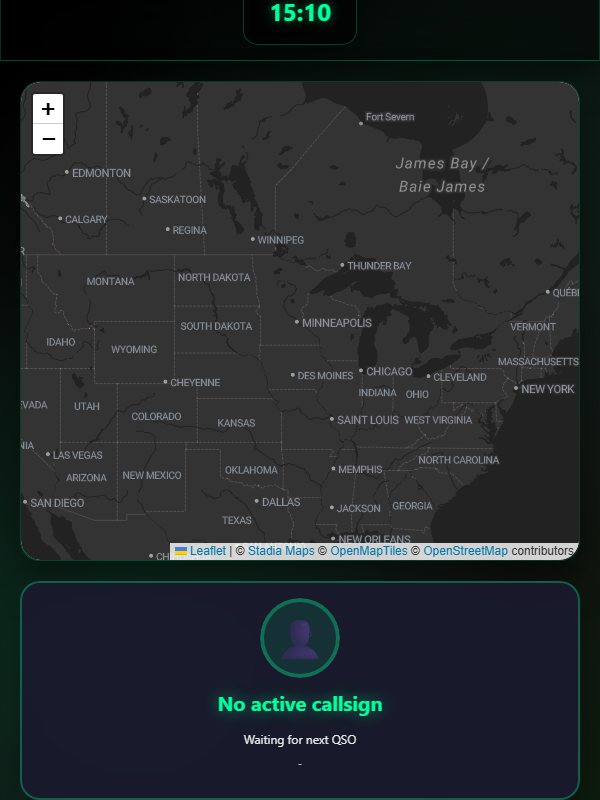 15:10
+
−
Fort Severn
James Bay /
Baie James
EDMONTON
SASKATOON
CALGARY
REGINA
WINNIPEG
THUNDER BAY
MONTANA
NORTH DAKOTA
QUÉB
MINNEAPOLIS
SOUTH DAKOTA
VERMONT
IDAHO
WYOMING
MASSACHUSETTS
CHICAGO
DES MOINES
CLEVELAND
CHEYENNE
NEW YORK
INDIANA
OHIO
VADA
UTAH
COLORADO
KANSAS
SAINT LOUIS
WEST VIRGINIA
NIA
LAS VEGAS
NORTH CAROLINA
ARIZONA
NEW MEXICO
OKLAHOMA
MEMPHIS
SAN DIEGO
DALLAS
JACKSON
GEORGIA
TEXAS
NEW ORLEANS
CH
Leaflet | © Stadia Maps © OpenMapTiles © OpenStreetMap contributors
No active callsign
Waiting for next QSO
-